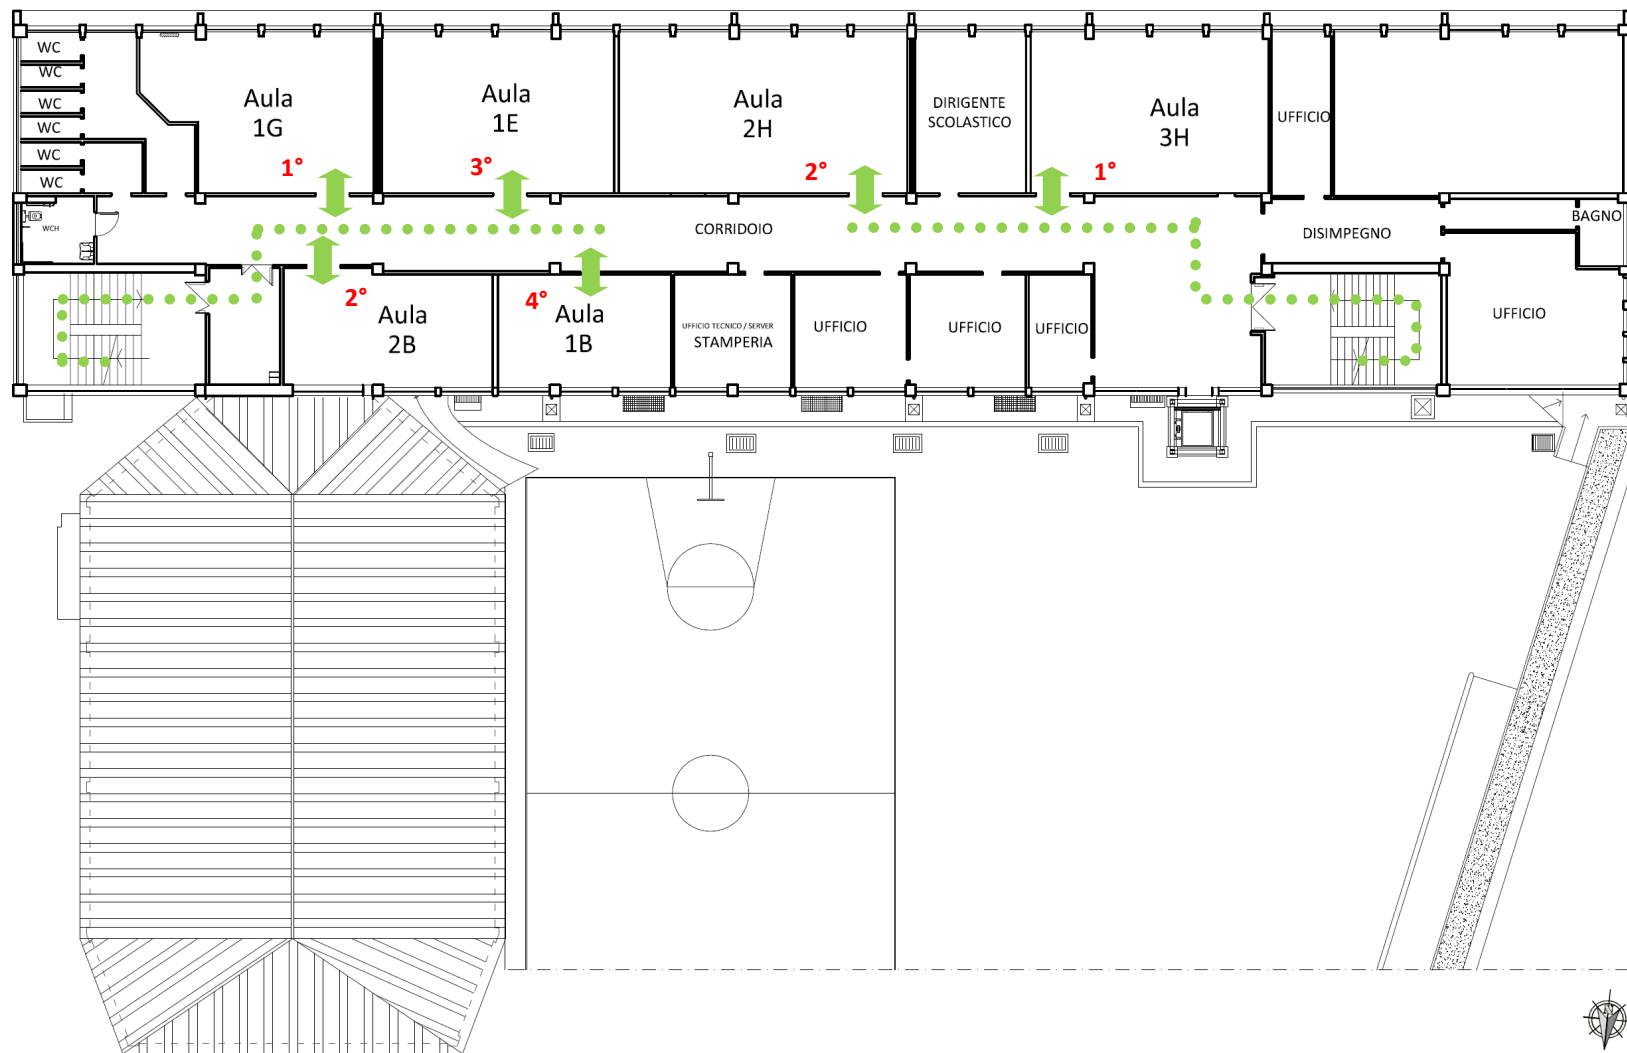 WC
WC
WC
WC
WC
WC
WCH
Aula
1G
1°
Aula
1E
3°
Aula
2H
2°
DIRIGENTE
SCOLASTICO
Aula
3H
1°
UFFICIO
CORRIDOIO
DISIMPEGNO
BAGNO
2°
Aula
2B
4°
Aula
1B
UFFICIO TECNICO / SERVER
STAMPERIA
UFFICIO
UFFICIO
UFFICIO
UFFICIO
N